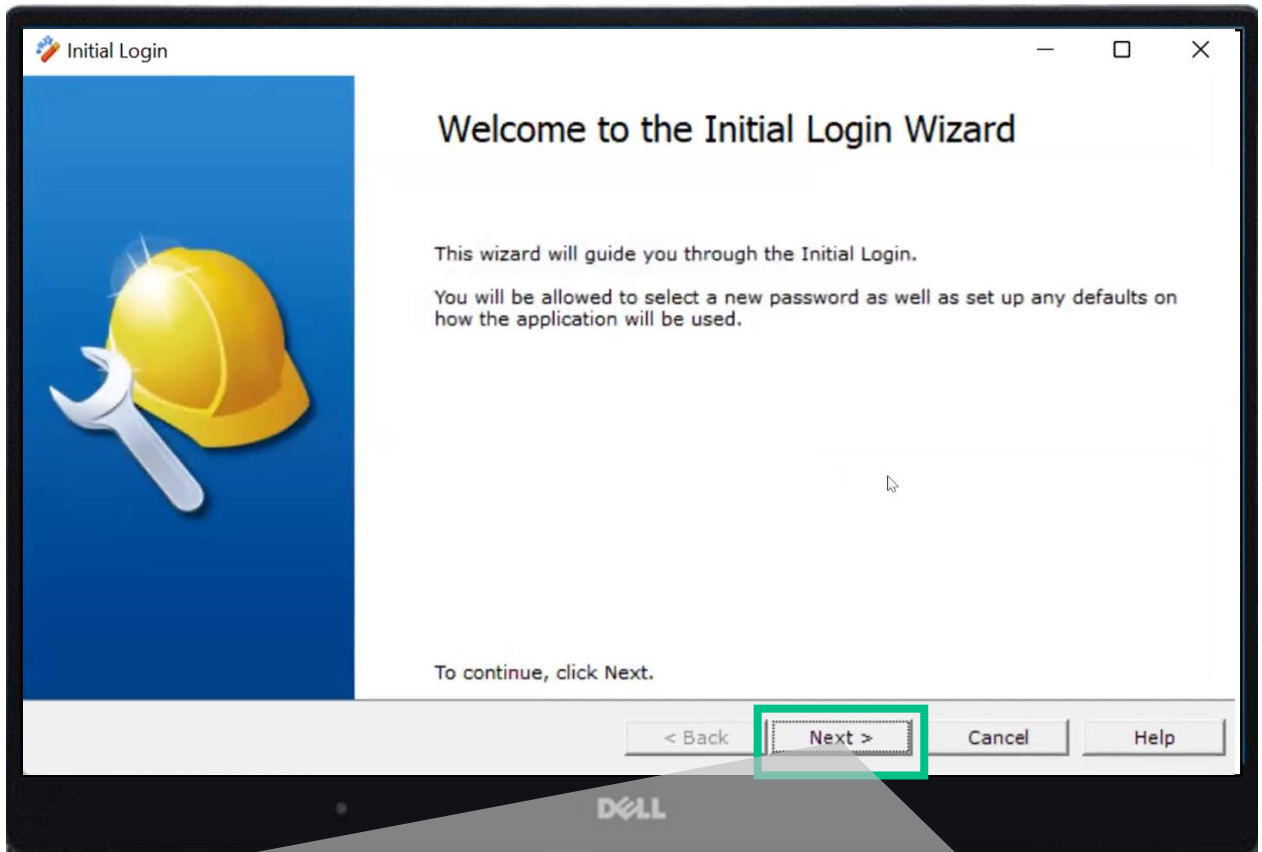 Initial Login
Welcome to the Initial Login Wizard
This wizard will guide you through the Initial Login.
You will be allowed to select a new password as well as set up any defaults on
how the application will be used.
To continue, click Next.
< Back
Next >
Cancel
Help
DELL